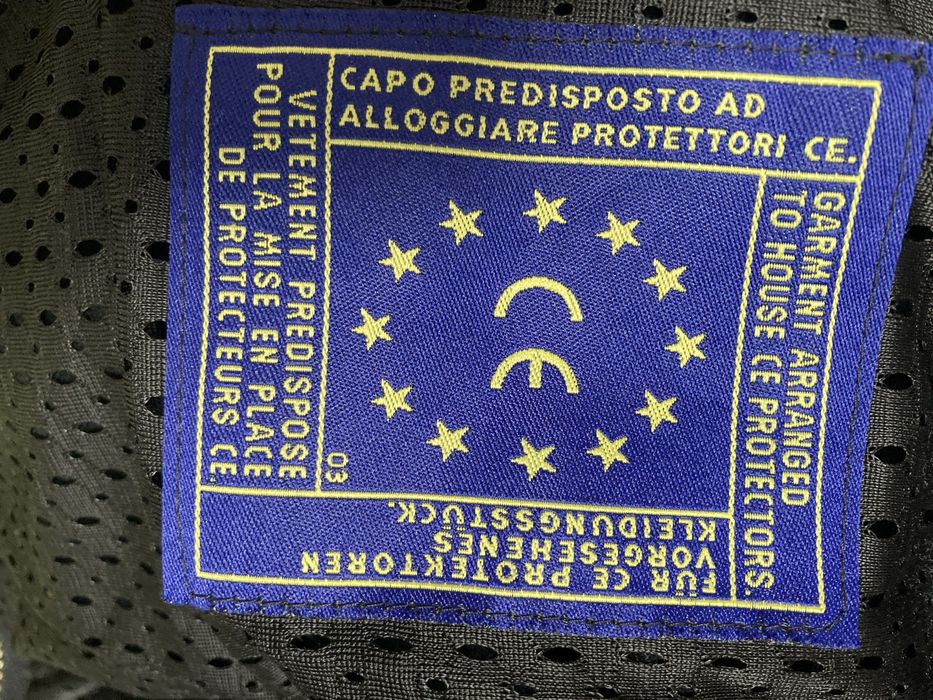 CAPO PREDISPOSTO AD
ALLOGGIARE PROTETTORI CE.
GARMENT ARRANGED
TO HOUSE CE PROTECTORS.
FÜR CE PROTEKTOREN
VORGESEHENES
KLEIDUNGSSTÜCK.
VETEMENT PREDISPOSE
POUR LA MISE EN PLACE
DE PROTECTEURS CE.
CE
03